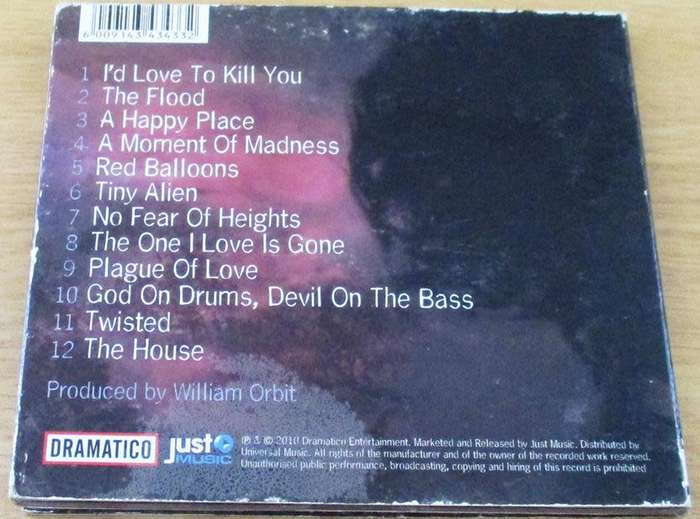 6 009143 434332
1 I'd Love To Kill You
2 The Flood
3 A Happy Place
4 A Moment Of Madness
5 Red Balloons
6 Tiny Alien
7 No Fear Of Heights
8 The One I Love Is Gone
9 Plague Of Love
10 God On Drums, Devil On The Bass
11 Twisted
12 The House
Produced by William Orbit
DRAMATICO
just
MUSIC
℗ & © 2010 Dramatico Entertainment. Marketed and Released by Just Music. Distributed by
Universal Music. All rights of the manufacturer and of the owner of the recorded work reserved.
Unauthorised public performance, broadcasting, copying and hiring of this record is prohibited